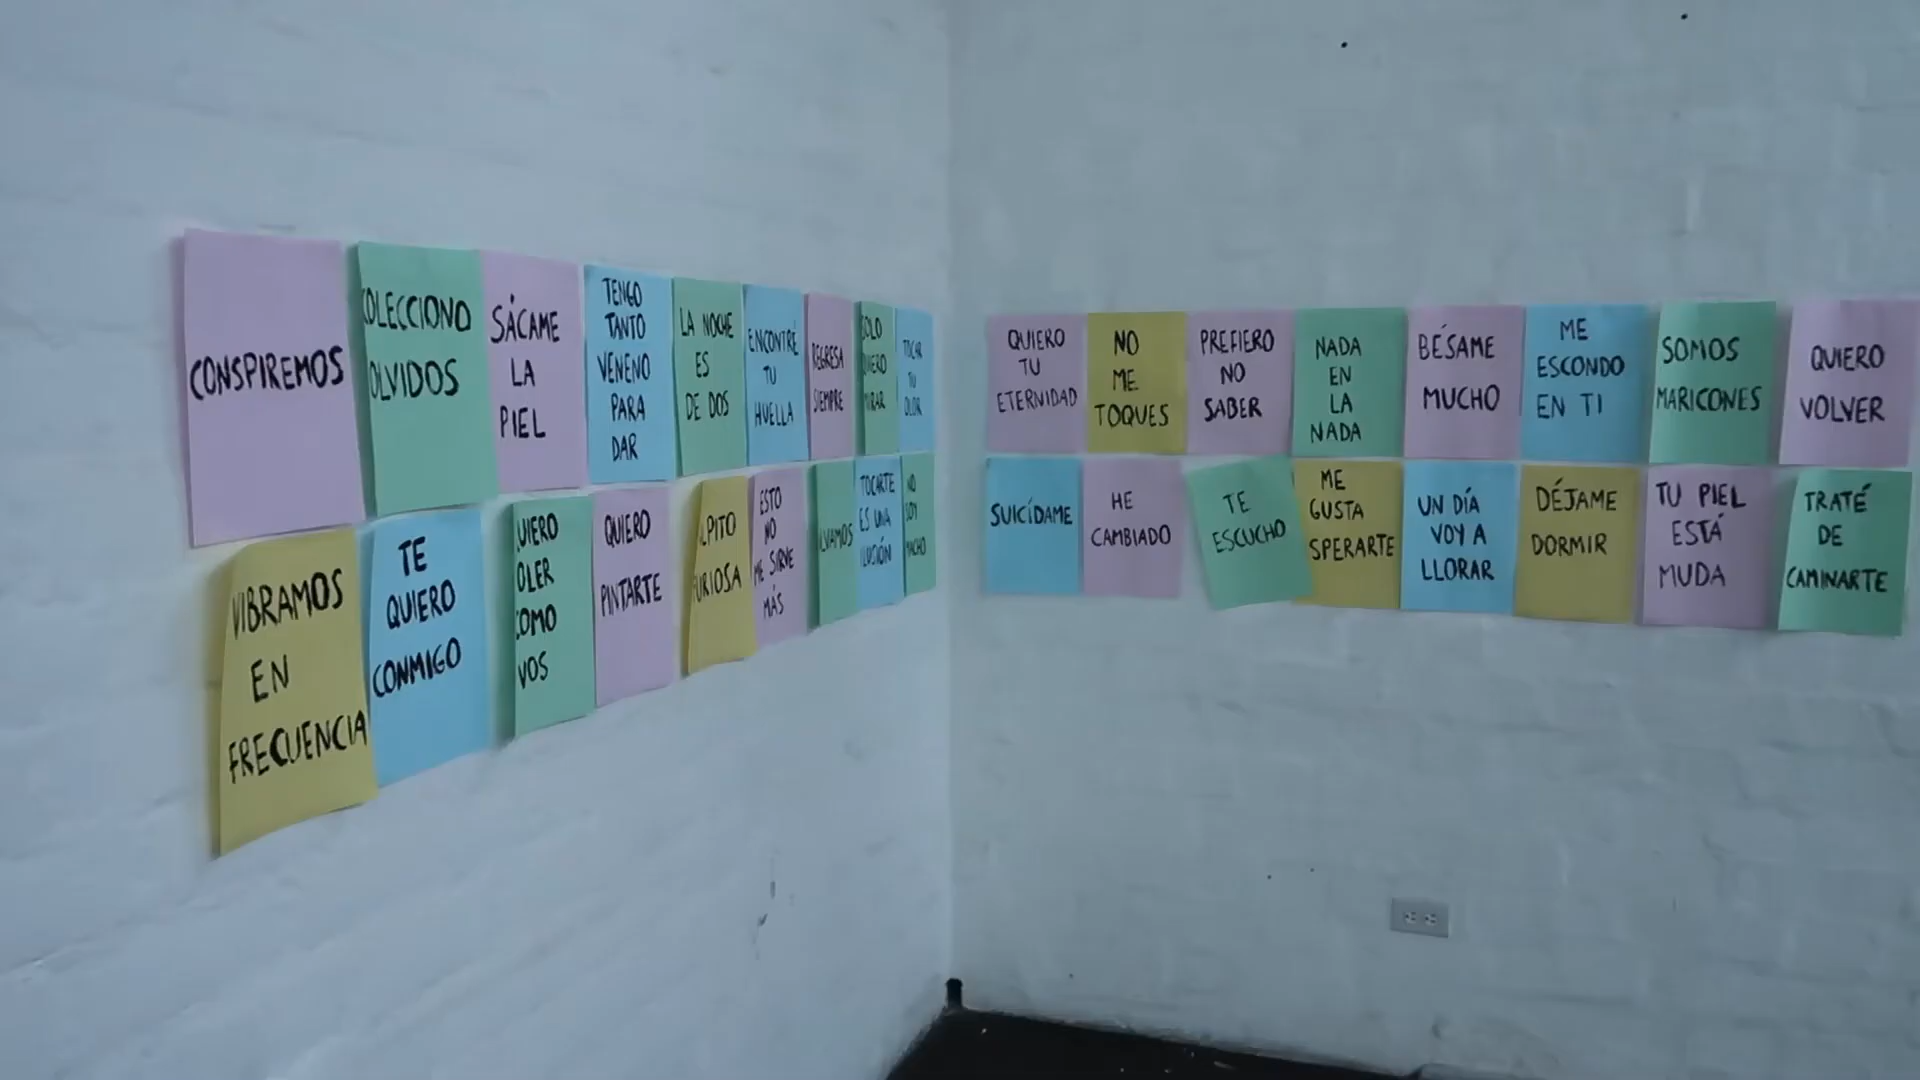 CONSPIREMOS
COLECCIONO
OLVIDOS
SÁCAME
LA
PIEL
TENGO
TANTO
VENENO
PARA
DAR
LA NOCHE
ES
DE DOS
ENCONTRÉ
TU
HUELLA
REGRESA
SIEMPRE
SOLO
QUIERO
MIRAR
TOCAR
TU
VIBRAMOS
EN
FRECUENCIA
TE
QUIERO
CONMIGO
QUIERO
OLER
COMO
VOS
QUIERO
PINTARTE
LPITO
URIOSA
ESTO
NO
ME SIRVE
MÁS
LVAMOS
TOCARTE
ES UNA
ILUSIÓN
NO
SOY
MACHO
QUIERO
TU
ETERNIDAD
NO
ME
TOQUES
PREFIERO
NO
SABER
NADA
EN
LA
NADA
BÉSAME
MUCHO
ME
ESCONDO
EN TI
SOMOS
MARICONES
QUIERO
VOLVER
SUICÍDAME
HE
CAMBIADO
TE
ESCUCHO
ME
GUSTA
SPERARTE
UN DÍA
VOY A
LLORAR
DÉJAME
DORMIR
TU PIEL
ESTÁ
MUDA
TRATÉ
DE
CAMINARTE